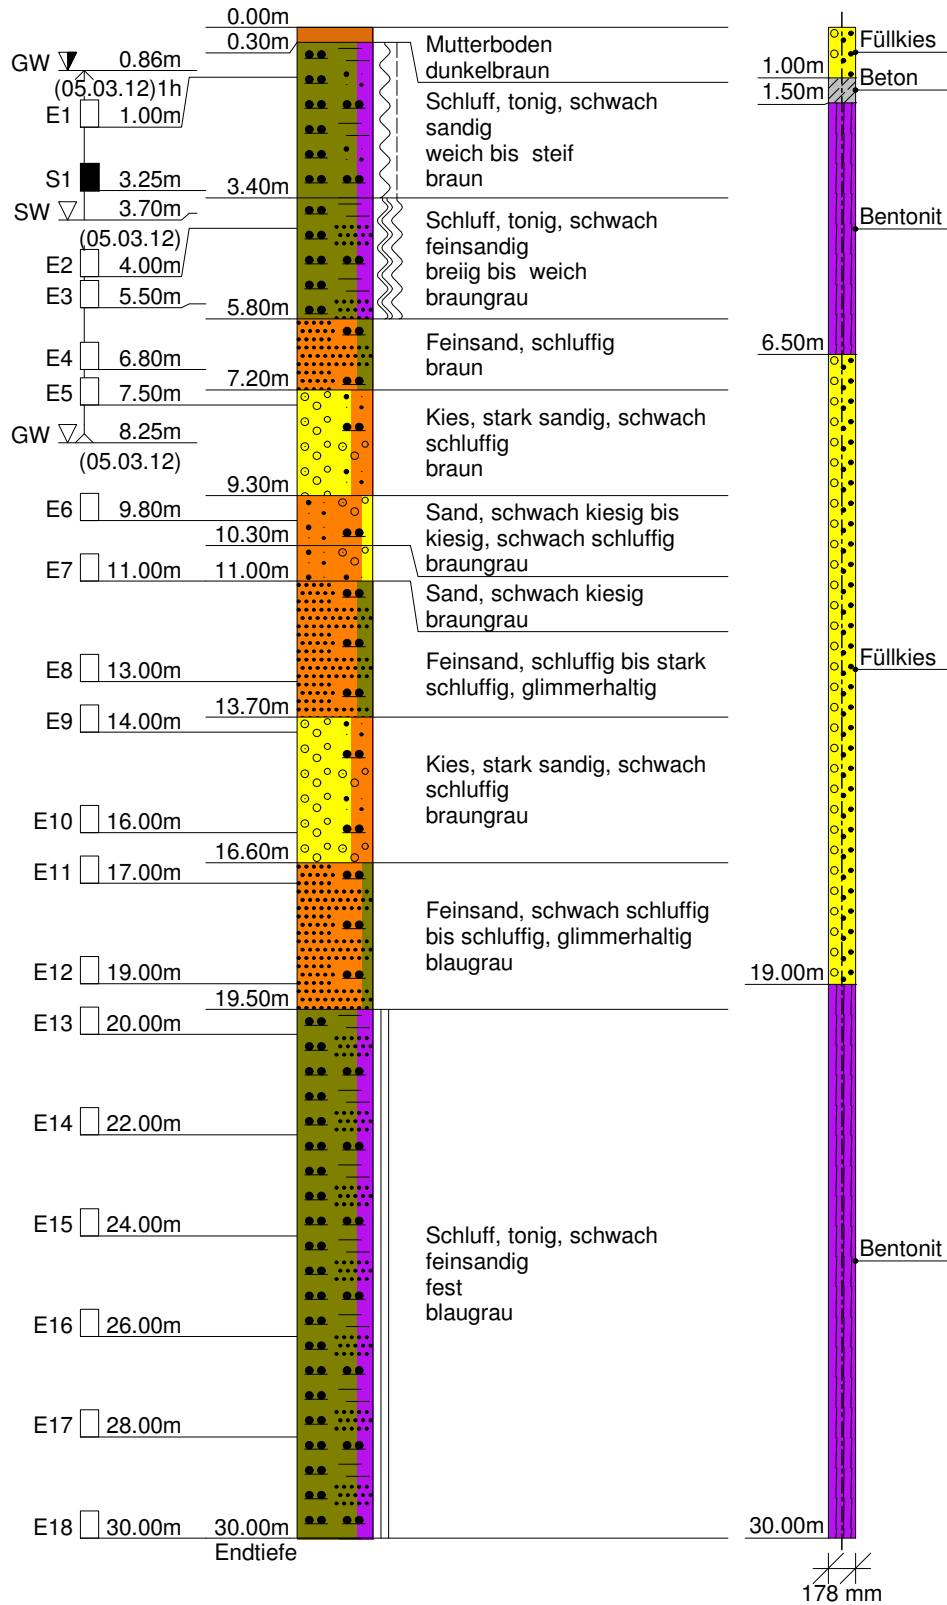 0.00m
0.30m
GW 0.86m
(05.03.12)1h
E1 1.00m
S1 3.25m
3.40m
SW 3.70m
(05.03.12)
E2 4.00m
E3 5.50m
5.80m
E4 6.80m
7.20m
E5 7.50m
GW 8.25m
(05.03.12)
9.30m
E6 9.80m
10.30m
E7 11.00m 11.00m
E8 13.00m
13.70m
E9 14.00m
E10 16.00m
16.60m
E11 17.00m
E12 19.00m
19.50m
E13 20.00m
E14 22.00m
E15 24.00m
E16 26.00m
E17 28.00m
E18 30.00m 30.00m
Endtiefe
Mutterboden
dunkelbraun
Schluff, tonig, schwach
sandig
weich bis steif
braun
Schluff, tonig, schwach
feinsandig
breiig bis weich
braungrau
Feinsand, schluffig
braun
Kies, stark sandig, schwach
schluffig
braun
Sand, schwach kiesig bis
kiesig, schwach schluffig
braungrau
Sand, schwach kiesig
braungrau
Feinsand, schluffig bis stark
schluffig, glimmerhaltig
Kies, stark sandig, schwach
schluffig
braungrau
Feinsand, schwach schluffig
bis schluffig, glimmerhaltig
blaugrau
Schluff, tonig, schwach
feinsandig
fest
blaugrau
Füllkies
1.00m
Beton
1.50m
Bentonit
6.50m
Füllkies
19.00m
Bentonit
30.00m
178 mm